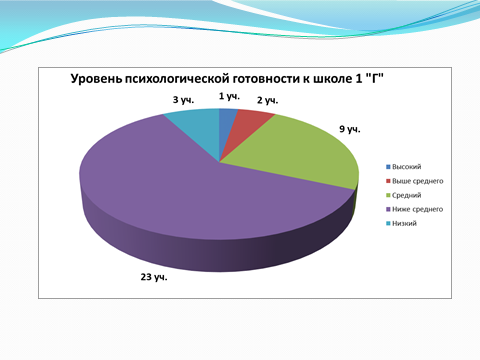 Уровень психологической готовности к школе 1 "Г"
3 уч.
1 уч.
2 уч.
9 уч.
23 уч.
Высокий
Выше среднего
Средний
Ниже среднего
Низкий